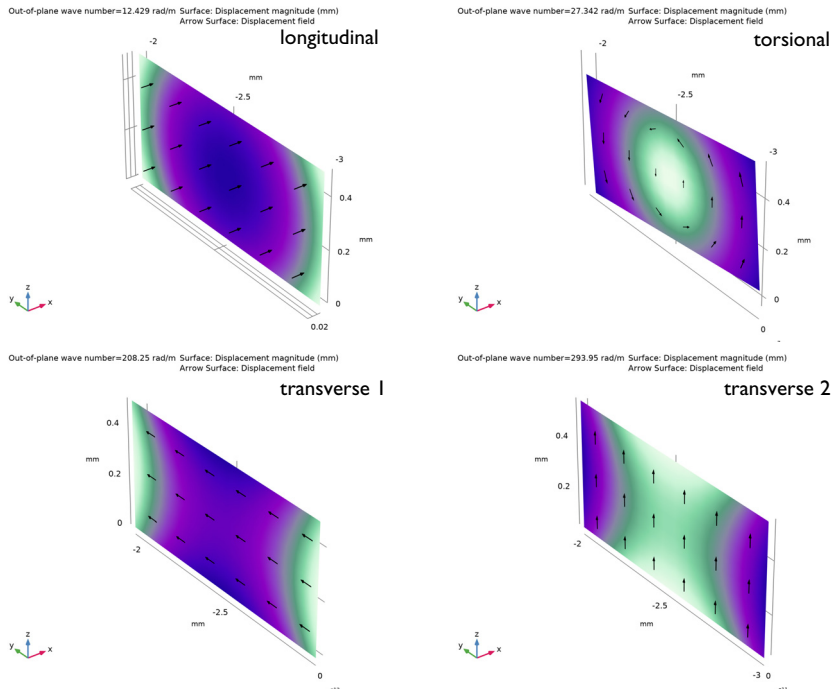 Out-of-plane wave number=12.429 rad/m Surface: Displacement magnitude (mm)
Arrow Surface: Displacement field
longitudinal
-2
mm
-2.5
-3
0.4
mm
0.2
0
0.02
y z x
Out-of-plane wave number=27.342 rad/m Surface: Displacement magnitude (mm)
Arrow Surface: Displacement field
torsional
-2
mm
-2.5
-3
0.4
0.2
mm
0
0
y z x
Out-of-plane wave number=208.25 rad/m Surface: Displacement magnitude (mm)
Arrow Surface: Displacement field
transverse 1
0.4
mm
0.2
0
-2
-2.5
mm
0
y z x
Out-of-plane wave number=293.95 rad/m Surface: Displacement magnitude (mm)
Arrow Surface: Displacement field
transverse 2
0.4
mm
0.2
-2
-2.5
mm
-3 0
y z x